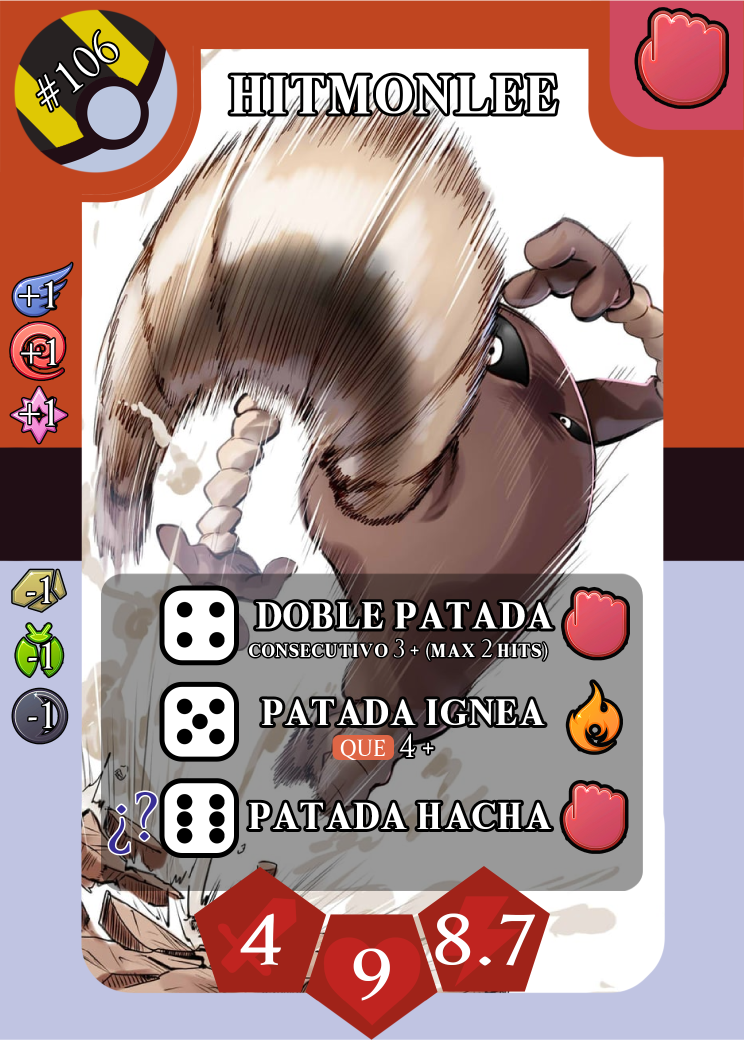 #106
HITMONLEE
+1
+1
+1
-1
-1
-1
DOBLE PATADA
CONSECUTIVO 3+ (MAX 2 HITS)
PATADA IGNEA
QUE 4+
¿?
PATADA HACHA
4
9
8.7